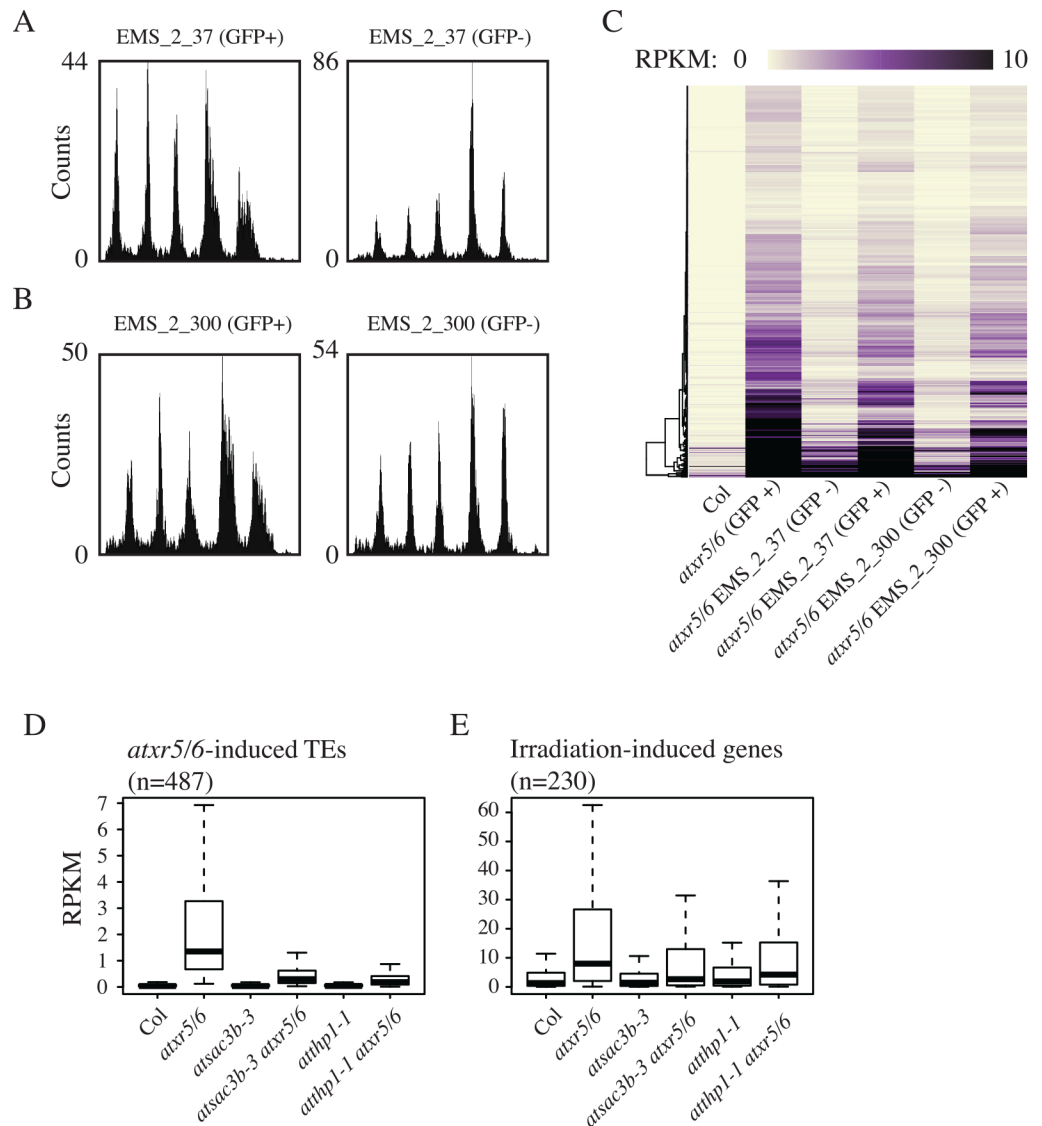 A
EMS_2_37 (GFP+)
EMS_2_37 (GFP-)
44
Counts
0
86
0
B
EMS_2_300 (GFP+)
EMS_2_300 (GFP-)
50
Counts
0
54
0
C
RPKM: 0 10
Col
atxr5/6 (GFP +)
atxr5/6 EMS_2_37 (GFP -)
atxr5/6 EMS_2_37 (GFP +)
atxr5/6 EMS_2_300 (GFP -)
atxr5/6 EMS_2_300 (GFP +)
D
atxr5/6-induced TEs
(n=487)
RPKM
7
6
5
4
3
2
1
0
Col
atxr5/6
atsac3b-3
atsac3b-3 atxr5/6
atthp1-1
atthp1-1 atxr5/6
E
Irradiation-induced genes
(n=230)
60
50
40
30
20
10
0
Col
atxr5/6
atsac3b-3
atsac3b-3 atxr5/6
atthp1-1
atthp1-1 atxr5/6